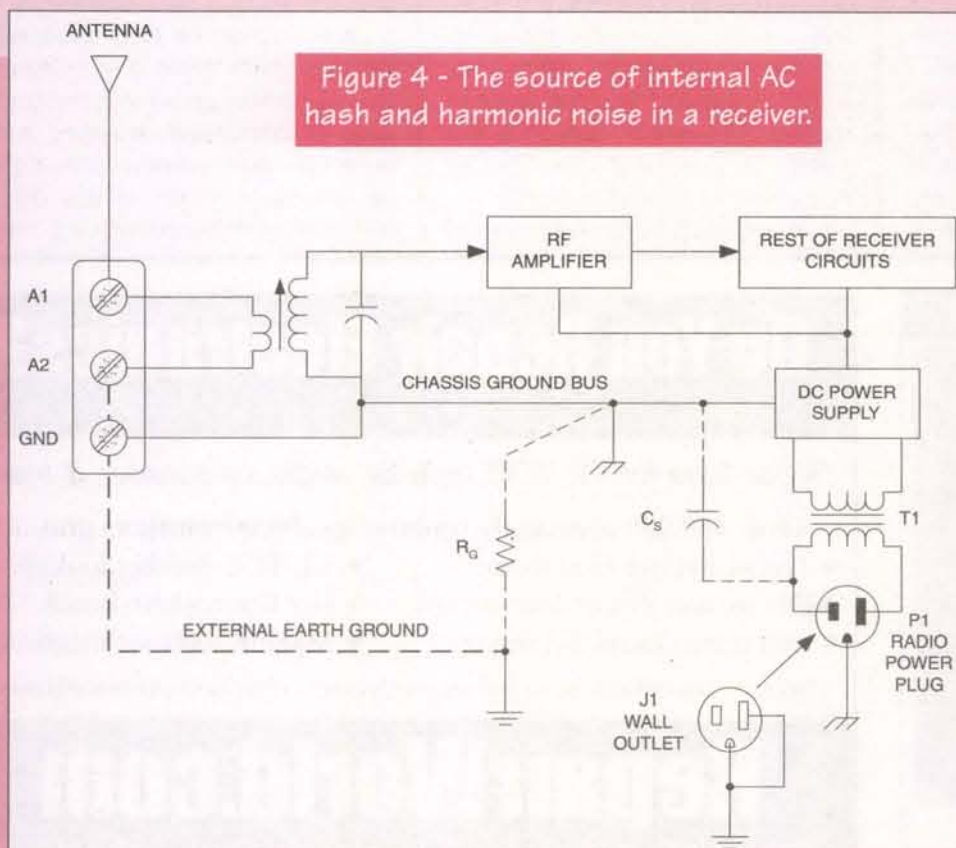 ANTENNA
Figure 4 - The source of internal AC
hash and harmonic noise in a receiver.
RF
AMPLIFIER
REST OF RECEIVER
CIRCUITS
A1
A2
GND
CHASSIS GROUND BUS
DC POWER
SUPPLY
T1
CS
RG
EXTERNAL EARTH GROUND
P1
RADIO
POWER
PLUG
J1
WALL
OUTLET